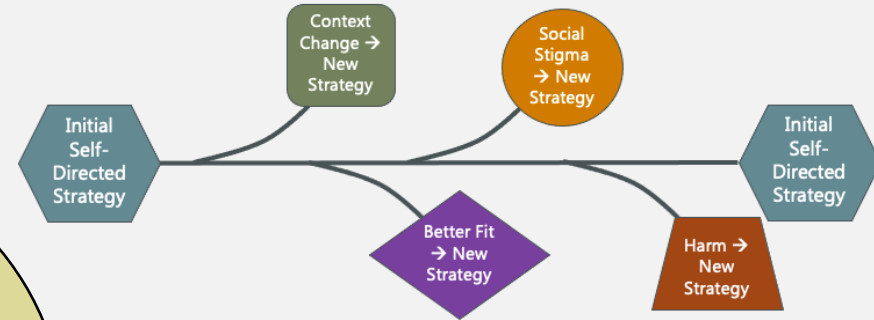 Context
Change →
New
Strategy
Social
Stigma
→ New
Strategy
Initial
Self-
Directed
Strategy
Initial
Self-
Directed
Strategy
Better Fit
→ New
Strategy
Harm →
New
Strategy